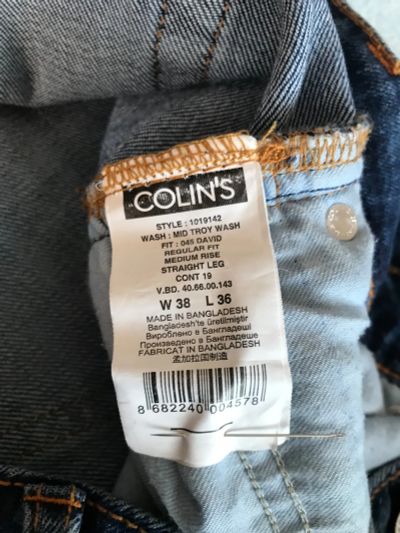 COLIN'S
STYLE : 1019142
WASH : MID TROY WASH
FIT : 045 DAVID
REGULAR FIT
MEDIUM RISE
STRAIGHT LEG
CONT 19
V.BD. 40.66.00.143
W 38 L 36
MADE IN BANGLADESH
Bangladesh'te üretilmiştir
Вироблено в Бангладеші
Произведено в Бангладеш
FABRICAT IN BANGLADESH
孟加拉国制造
8 682240 004578